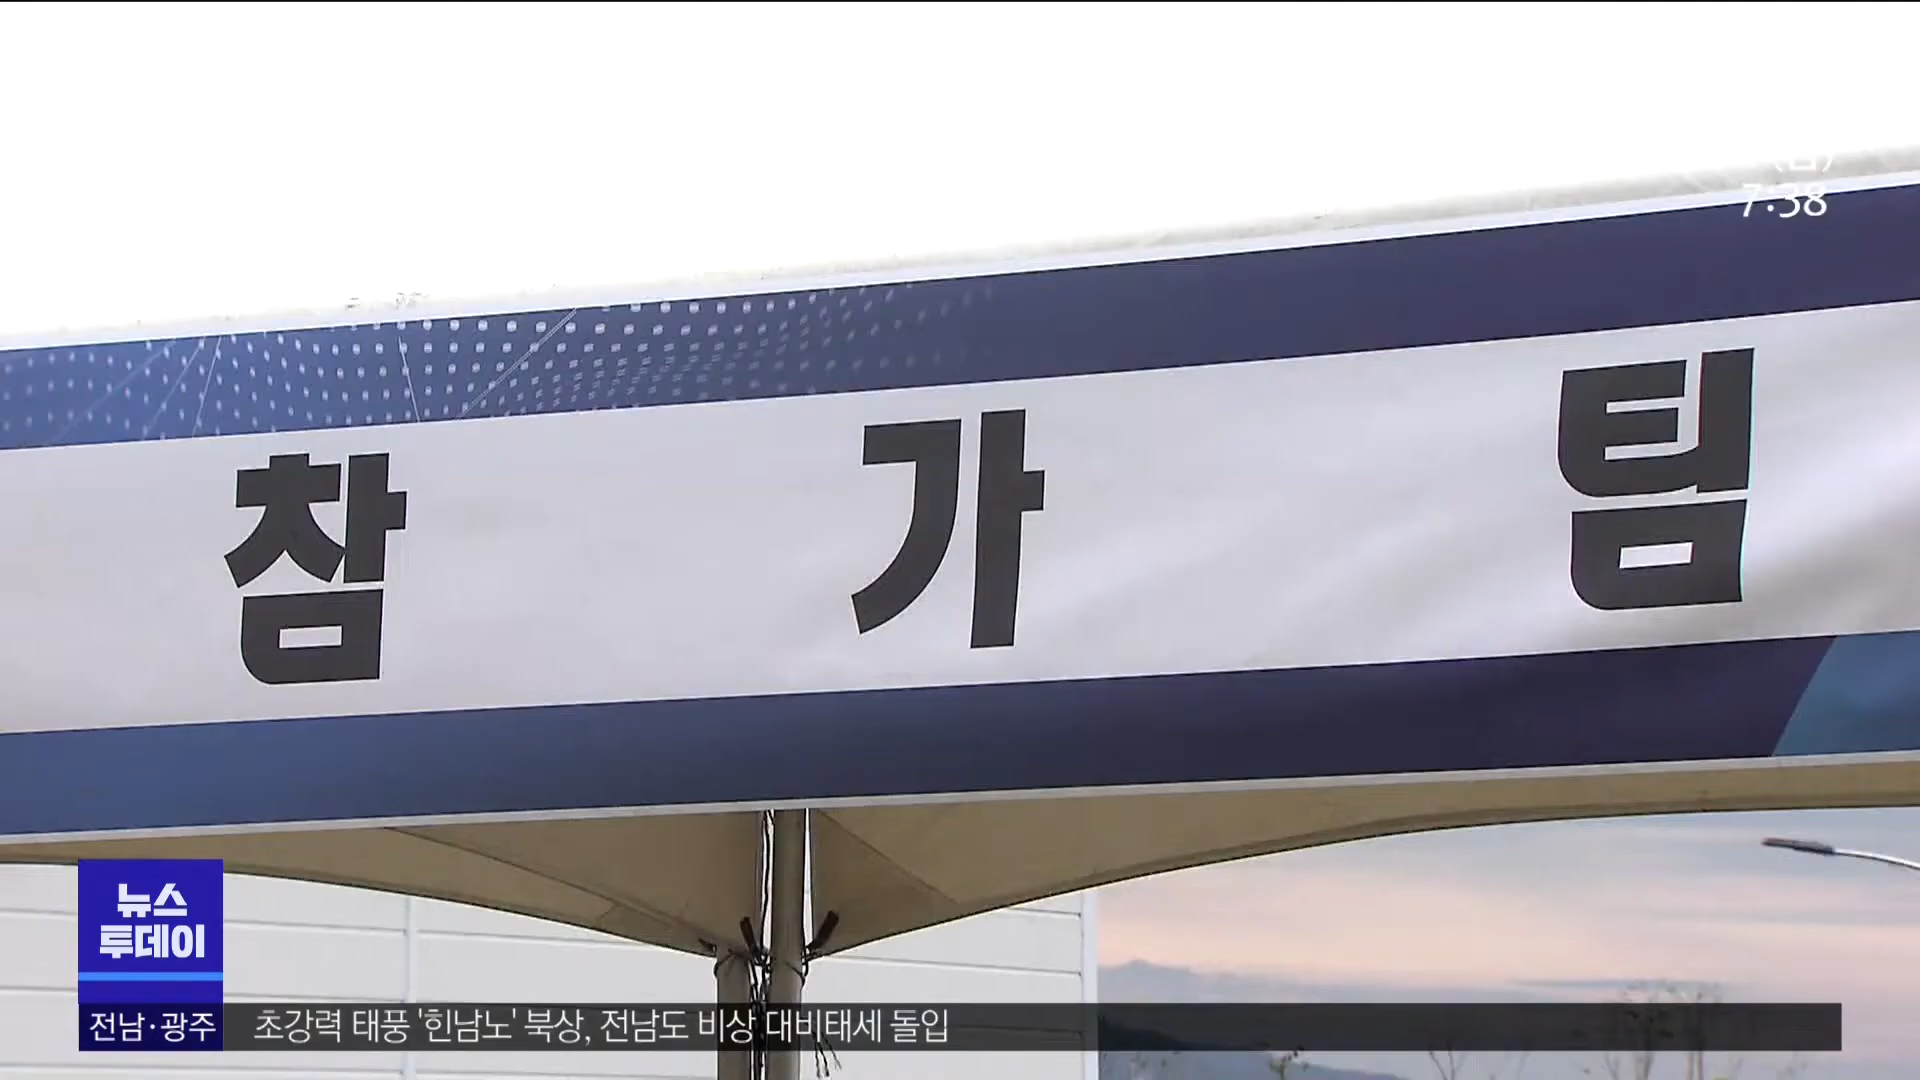 7:38
참 가 팀
뉴스
투데이
전남·광주
초강력 태풍 '힌남노' 북상, 전남도 비상 대비태세 돌입